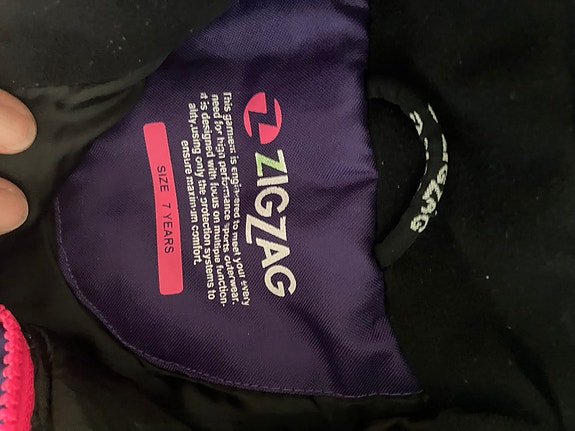 ZIGZAG
This garment is engineered to meet your every
need for high performance sports outerwear.
It is designed with focus on multiple function-
ality,using only the protection systems to
ensure maximum comfort.
SIZE 7 YEARS
ZIGZAG